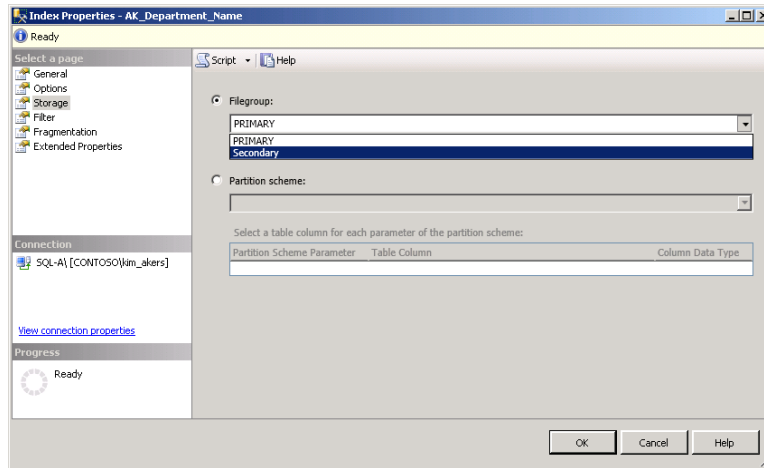 Index Properties - AK_Department_Name
Ready
Select a page
General
Options
Storage
Filter
Fragmentation
Extended Properties
Connection
SQL-A\ [CONTOSO\kim_akers]
View connection properties
Progress
Ready
Script
Help
Filegroup:
PRIMARY
PRIMARY
Secondary
Partition scheme:
Select a table column for each parameter of the partition scheme:
Partition Scheme Parameter Table Column Column Data Type
OK Cancel Help